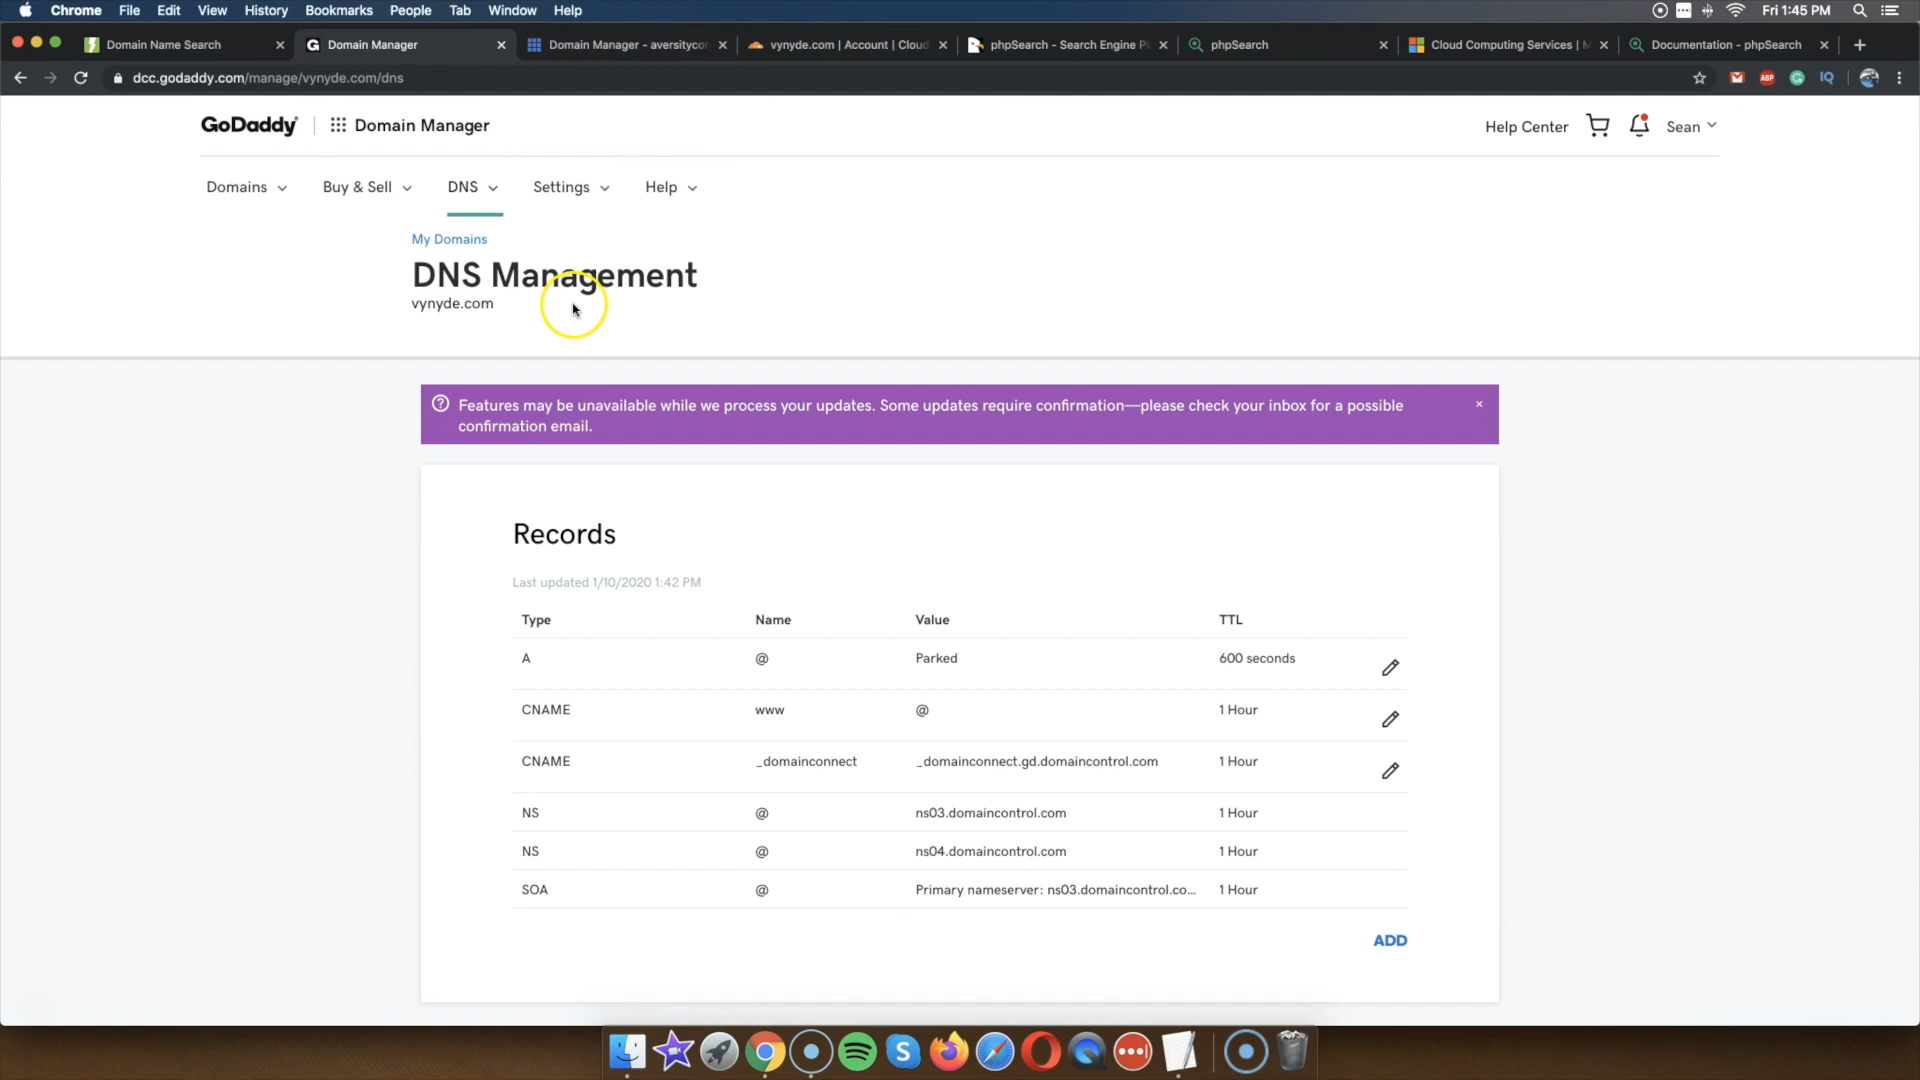 Chrome File Edit View History Bookmarks People Tab Window Help Fri 1:45 PM
Domain Name Search Domain Manager Domain Manager - aversitycor vynyde.com | Account | Cloud phpSearch - Search Engine Pl phpSearch Cloud Computing Services | M Documentation - phpSearch
dcc.godaddy.com/manage/vynyde.com/dns ABP IQ
GoDaddy Domain Manager Help Center Sean
Domains Buy & Sell DNS Settings Help
My Domains
DNS Management
vynyde.com
Features may be unavailable while we process your updates. Some updates require confirmation—please check your inbox for a possible
confirmation email.
Records
Last updated 1/10/2020 1:42 PM
Type Name Value TTL
A @ Parked 600 seconds
CNAME www @ 1 Hour
CNAME _domainconnect _domainconnect.gd.domaincontrol.com 1 Hour
NS @ ns03.domaincontrol.com 1 Hour
NS @ ns04.domaincontrol.com 1 Hour
SOA @ Primary nameserver: ns03.domaincontrol.co... 1 Hour
ADD